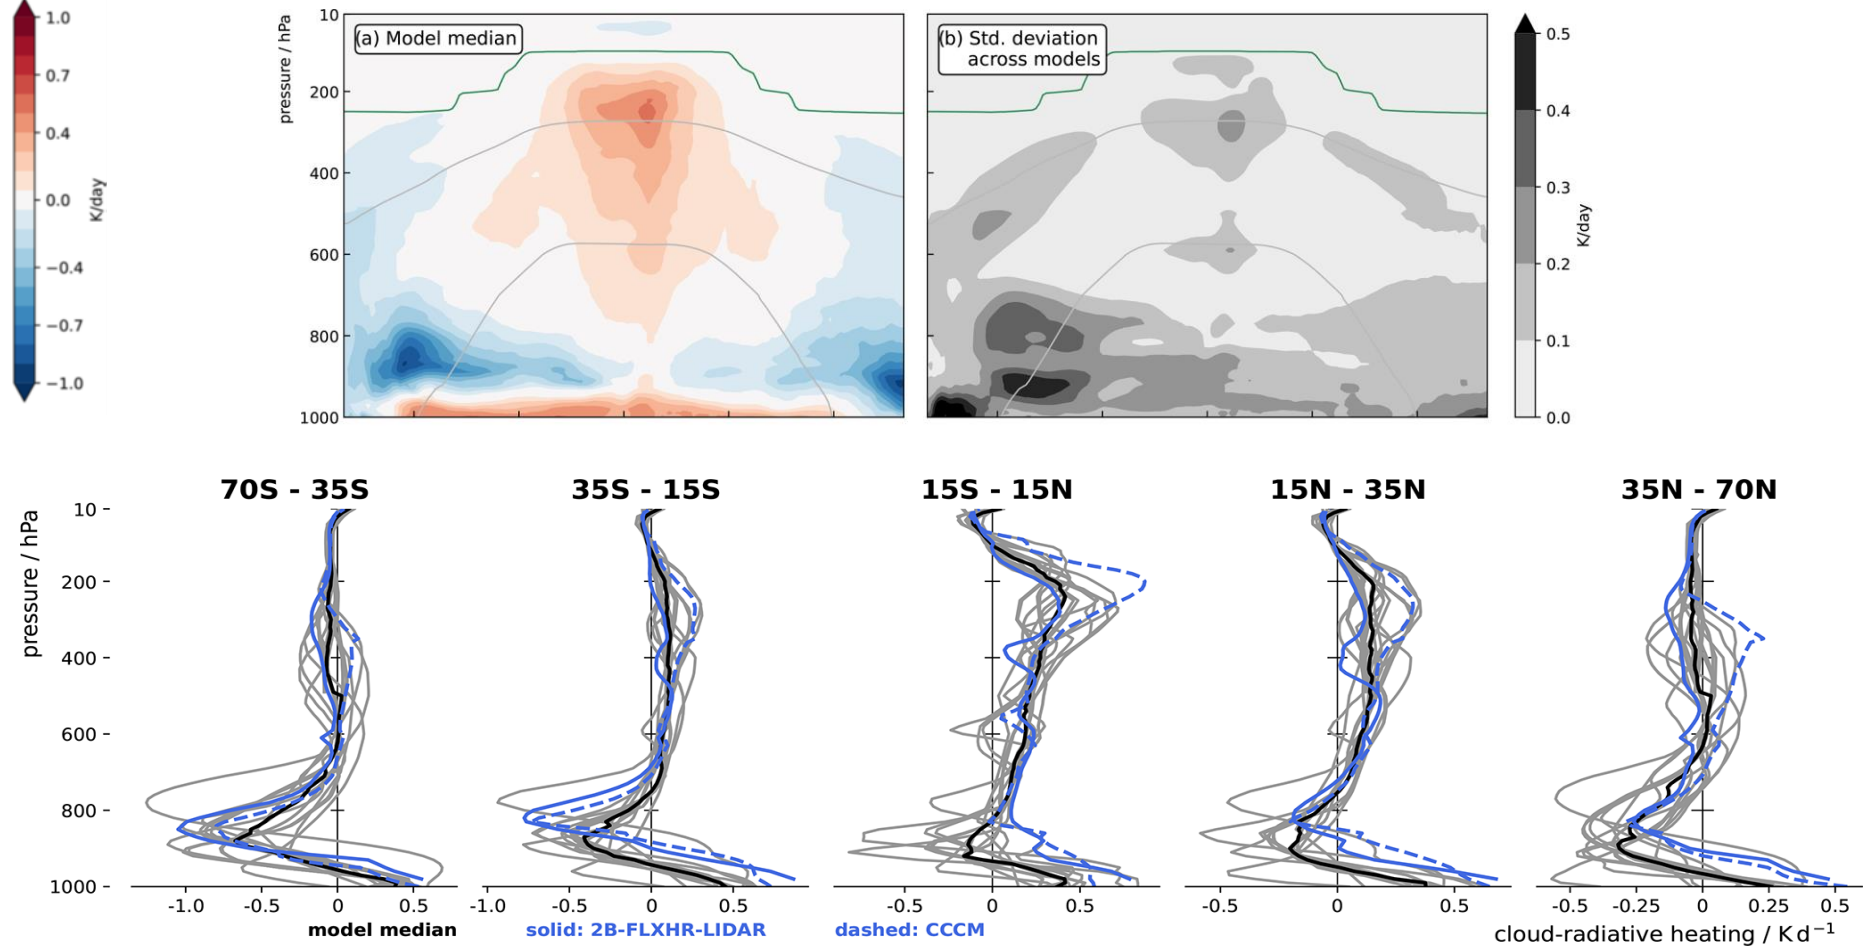 1.0
0.7
0.4
0.0
−0.4
−0.7
−1.0
K/day
pressure / hPa
10
200
400
600
800
1000
(a) Model median
(b) Std. deviation
across models
0.5
0.4
0.3
0.2
0.1
0.0
K/day
70S - 35S
35S - 15S
15S - 15N
15N - 35N
35N - 70N
pressure / hPa
10
200
400
600
800
1000
-1.0 -0.5 0 0.5
-1.0 -0.5 0 0.5
-0.5 0 0.5
-0.5 0 0.5
-0.5 -0.25 0 0.25 0.5
model median
solid: 2B-FLXHR-LIDAR
dashed: CCCM
cloud-radiative heating / K d−1